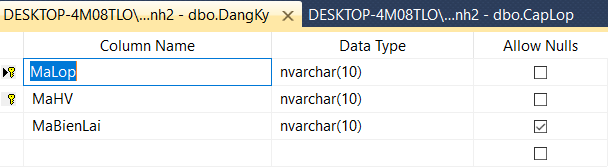 DESKTOP-4M08TLO\...nh2 - dbo.DangKy DESKTOP-4M08TLO\...nh2 - dbo.CapLop
Column Name Data Type Allow Nulls
MaLop nvarchar(10)
MaHV nvarchar(10)
MaBienLai nvarchar(10)